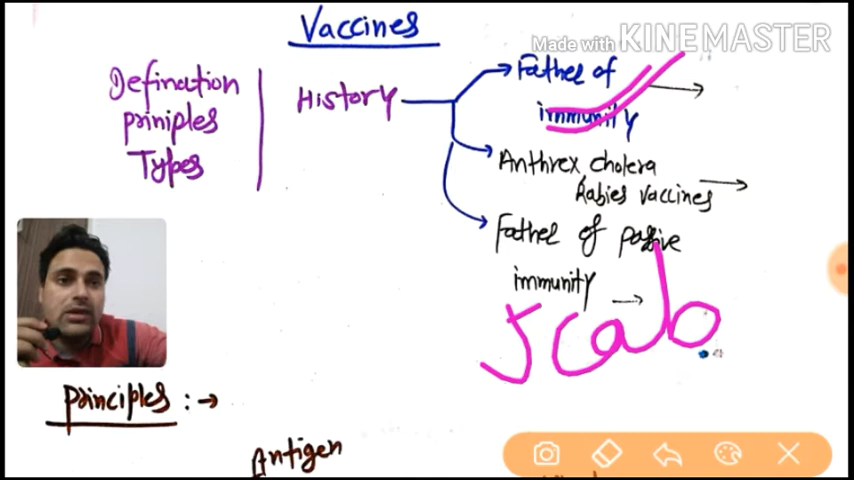 Vaccines
Made with KINEMASTER
Defination
priniples
Types
History
Father of
immunity
Anthrex, cholera
Rabies vaccines
Father of passive
immunity
Scab
Principles :→
Antigen